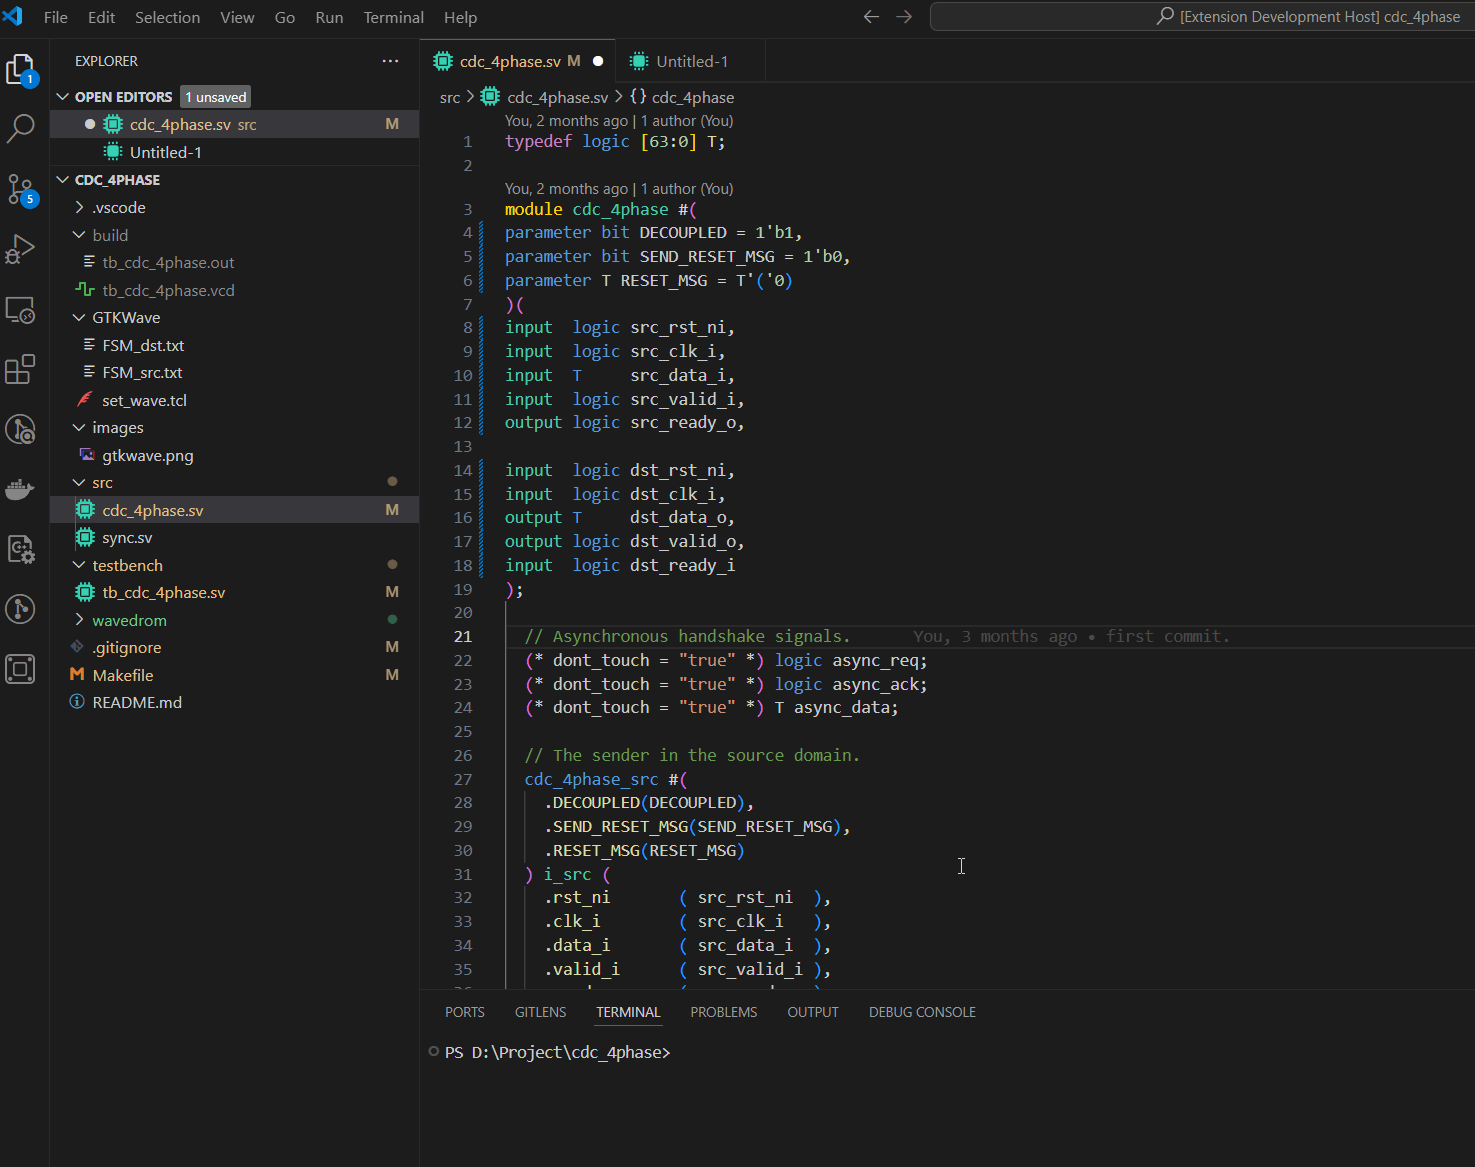 File Edit Selection View Go Run Terminal Help
[Extension Development Host] cdc_4phase
1
5
EXPLORER
OPEN EDITORS 1 unsaved
cdc_4phase.sv src M
Untitled-1
CDC_4PHASE
.vscode
build
tb_cdc_4phase.out
tb_cdc_4phase.vcd
GTKWave
FSM_dst.txt
FSM_src.txt
set_wave.tcl
images
gtkwave.png
src
cdc_4phase.sv M
sync.sv
testbench
tb_cdc_4phase.sv M
wavedrom
.gitignore M
Makefile M
README.md
cdc_4phase.sv M Untitled-1
src > cdc_4phase.sv > {} cdc_4phase
You, 2 months ago | 1 author (You)
1 typedef logic [63:0] T;
2
You, 2 months ago | 1 author (You)
3 module cdc_4phase #(
4 parameter bit DECOUPLED = 1'b1,
5 parameter bit SEND_RESET_MSG = 1'b0,
6 parameter T RESET_MSG = T'('0)
7 )(
8 input  logic src_rst_ni,
9 input  logic src_clk_i,
10 input  T     src_data_i,
11 input  logic src_valid_i,
12 output logic src_ready_o,
13
14 input  logic dst_rst_ni,
15 input  logic dst_clk_i,
16 output T     dst_data_o,
17 output logic dst_valid_o,
18 input  logic dst_ready_i
19 );
20
21 // Asynchronous handshake signals. You, 3 months ago • first commit.
22 (* dont_touch = "true" *) logic async_req;
23 (* dont_touch = "true" *) logic async_ack;
24 (* dont_touch = "true" *) T async_data;
25
26 // The sender in the source domain.
27 cdc_4phase_src #(
28 .DECOUPLED(DECOUPLED),
29 .SEND_RESET_MSG(SEND_RESET_MSG),
30 .RESET_MSG(RESET_MSG)
31 ) i_src (
32 .rst_ni ( src_rst_ni ),
33 .clk_i ( src_clk_i ),
34 .data_i ( src_data_i ),
35 .valid_i ( src_valid_i ),
PORTS GITLENS TERMINAL PROBLEMS OUTPUT DEBUG CONSOLE
PS D:\Project\cdc_4phase>